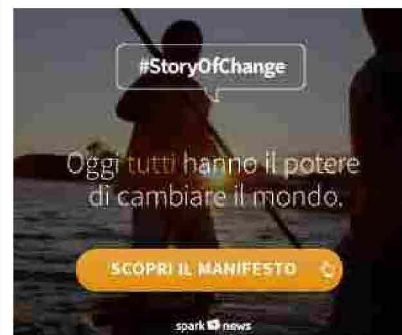 #StoryOfChange
Oggi tutti hanno il potere
di cambiare il mondo.
SCOPRI IL MANIFESTO
spark news